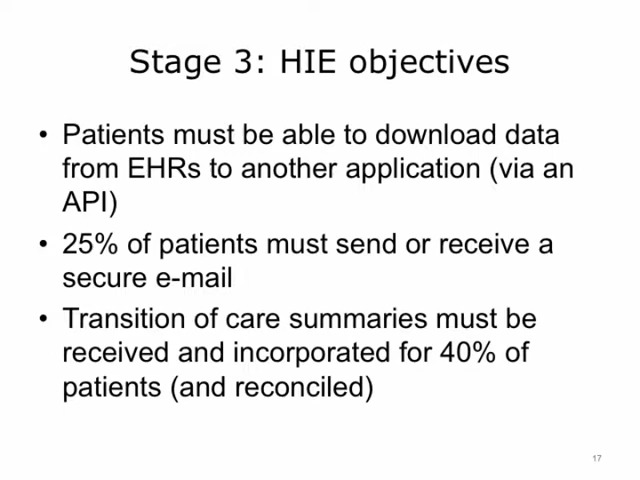 Stage 3: HIE objectives
• Patients must be able to download data
from EHRs to another application (via an
API)
• 25% of patients must send or receive a
secure e-mail
• Transition of care summaries must be
received and incorporated for 40% of
patients (and reconciled)
17